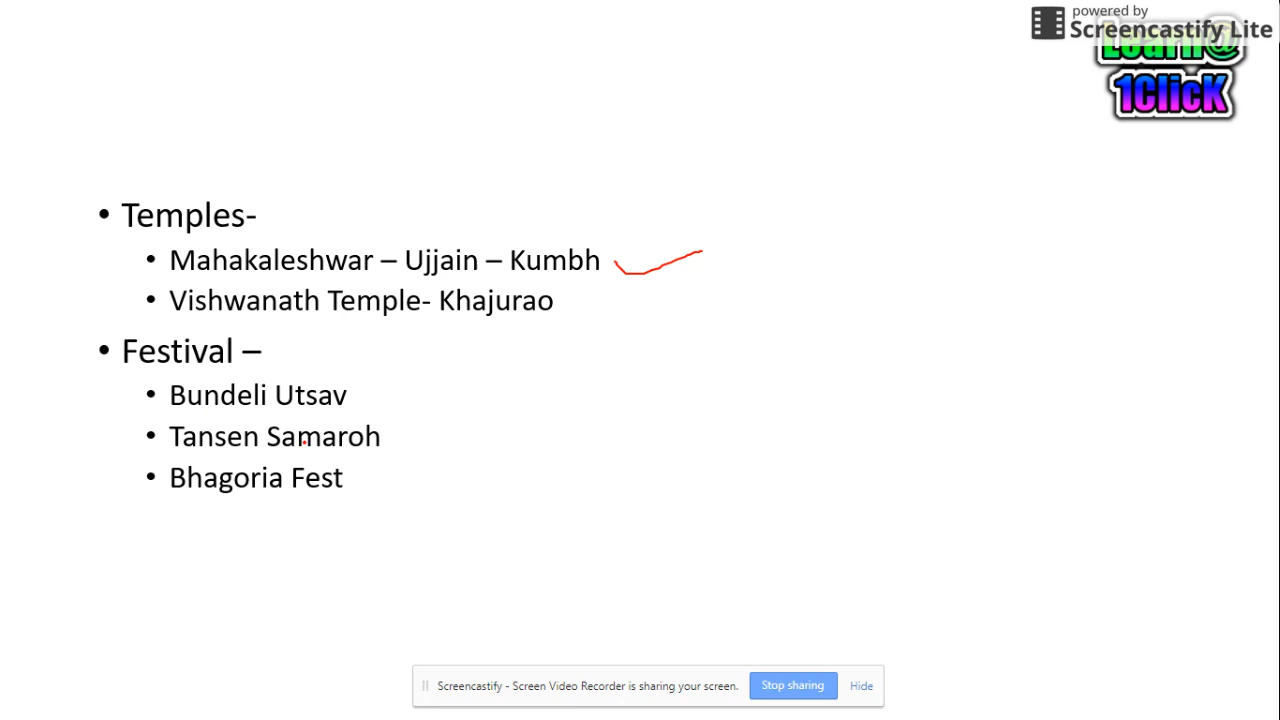 powered by
Screencastify Lite
Learn@
1ClicK
• Temples-
• Mahakaleshwar – Ujjain – Kumbh
• Vishwanath Temple- Khajurao
• Festival –
• Bundeli Utsav
• Tansen Samaroh
• Bhagoria Fest
Screencastify - Screen Video Recorder is sharing your screen. Stop sharing Hide